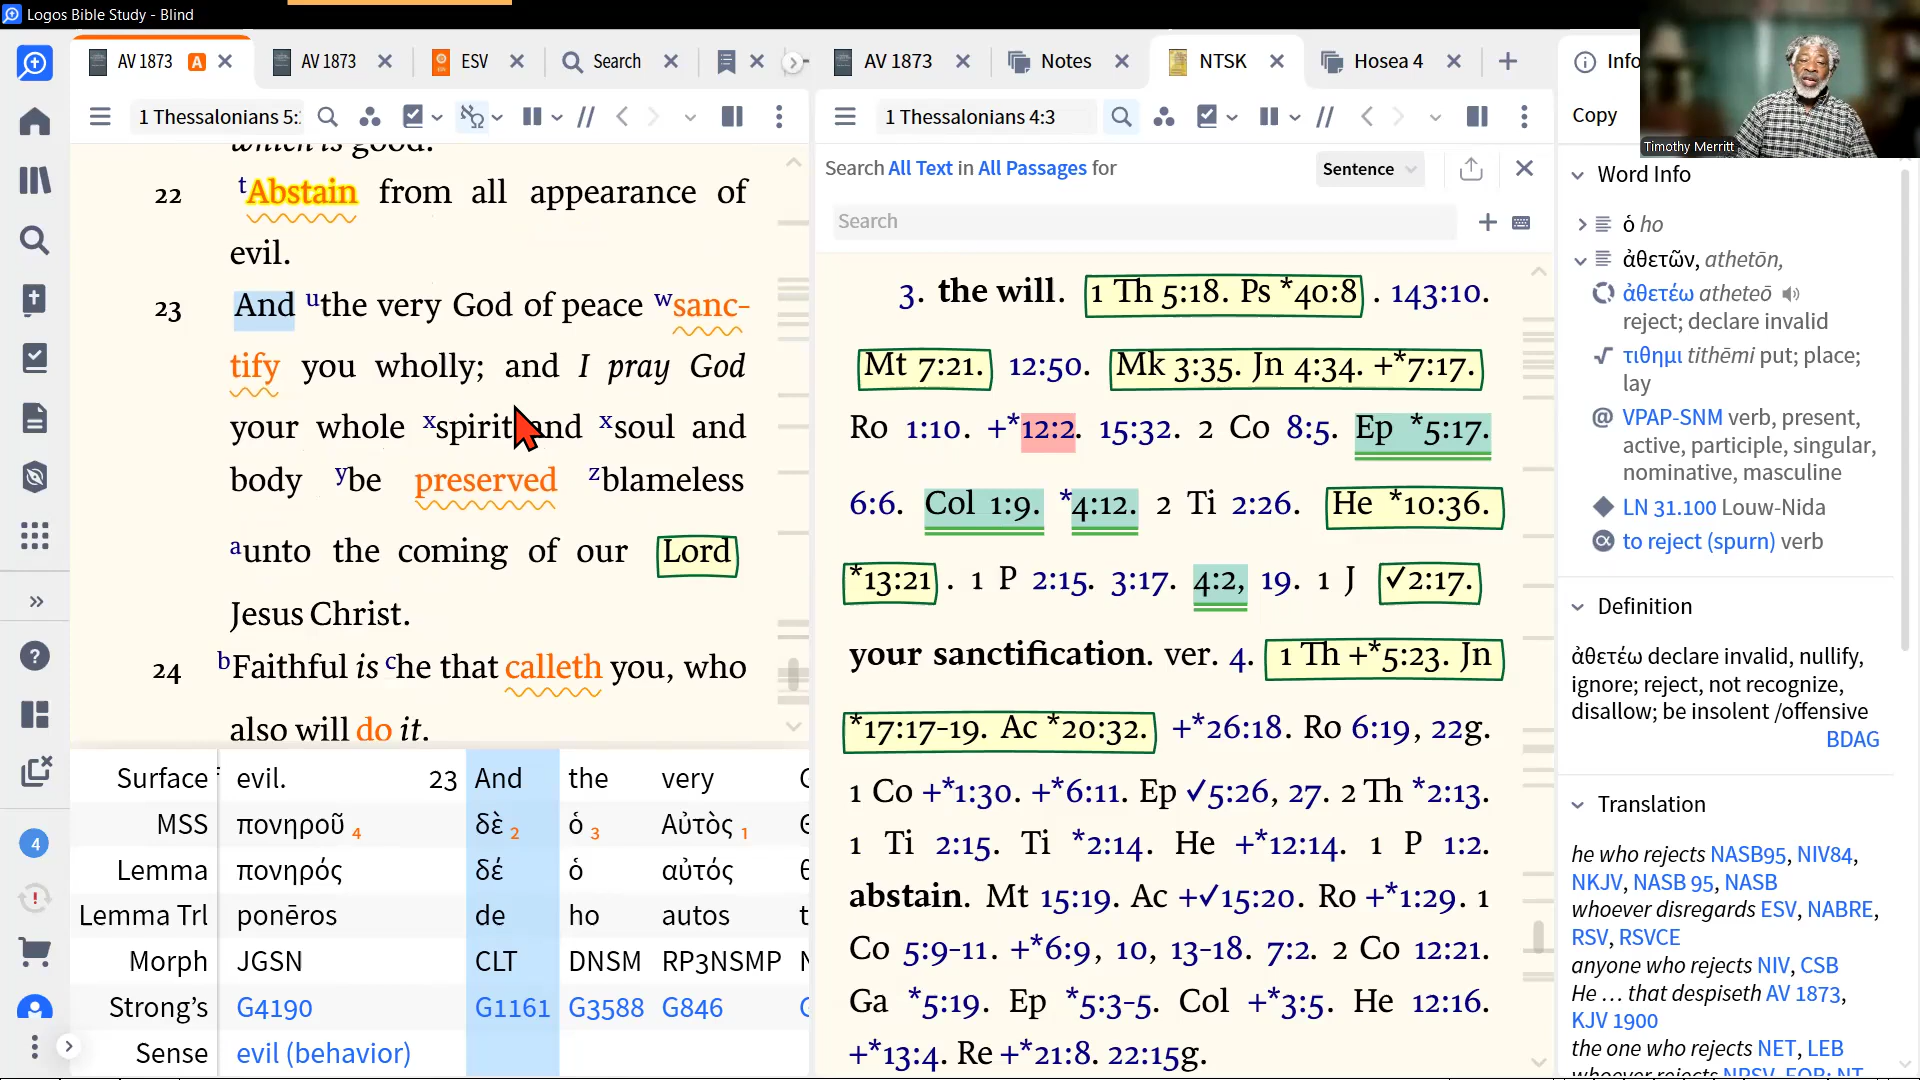 Logos Bible Study - Blind
AV 1873 A
AV 1873
ESV
Search
AV 1873
Notes
NTSK
Hosea 4
Info
Timothy Merritt
1 Thessalonians 5:
1 Thessalonians 4:3
Copy
which is good.
22 tAbstain from all appearance of
evil.
23 And uthe very God of peace wsanc-
tify you wholly; and I pray God
your whole xspirit and xsoul and
body ybe preserved zblameless
aunto the coming of our Lord
Jesus Christ.
24 bFaithful is che that calleth you, who
also will do it.
Surface evil. 23 And the very
MSS πονηροῦ 4 δὲ 2 ὁ 3 Αὐτὸς 1
Lemma πονηρός δέ ὁ αὐτός
Lemma Trl ponēros de ho autos
Morph JGSN CLT DNSM RP3NSMP
Strong's G4190 G1161 G3588 G846
Sense evil (behavior)
4
Search All Text in All Passages for Sentence
Search
3. the will. 1 Th 5:18. Ps *40:8 . 143:10.
Mt 7:21. 12:50. Mk 3:35. Jn 4:34. +*7:17.
Ro 1:10. +*12:2. 15:32. 2 Co 8:5. Ep *5:17.
6:6. Col 1:9. *4:12. 2 Ti 2:26. He *10:36.
*13:21 . 1 P 2:15. 3:17. 4:2, 19. 1 J ✓2:17.
your sanctification. ver. 4. 1 Th +*5:23. Jn
*17:17-19. Ac *20:32. +*26:18. Ro 6:19, 22g.
1 Co +*1:30. +*6:11. Ep ✓5:26, 27. 2 Th *2:13.
1 Ti 2:15. Ti *2:14. He +*12:14. 1 P 1:2.
abstain. Mt 15:19. Ac +✓15:20. Ro +*1:29. 1
Co 5:9-11. +*6:9, 10, 13-18. 7:2. 2 Co 12:21.
Ga *5:19. Ep *5:3-5. Col +*3:5. He 12:16.
+*13:4. Re +*21:8. 22:15g.
Word Info
ὁ ho
ἀθετῶν, athetōn,
ἀθετέω atheteō
reject; declare invalid
τιθημι tithēmi put; place;
lay
VPAP-SNM verb, present,
active, participle, singular,
nominative, masculine
LN 31.100 Louw-Nida
to reject (spurn) verb
Definition
ἀθετέω declare invalid, nullify,
ignore; reject, not recognize,
disallow; be insolent /offensive
BDAG
Translation
he who rejects NASB95, NIV84,
NKJV, NASB 95, NASB
whoever disregards ESV, NABRE,
RSV, RSVCE
anyone who rejects NIV, CSB
He … that despiseth AV 1873,
KJV 1900
the one who rejects NET, LEB
whoever rejects NRSV, EOB: NT